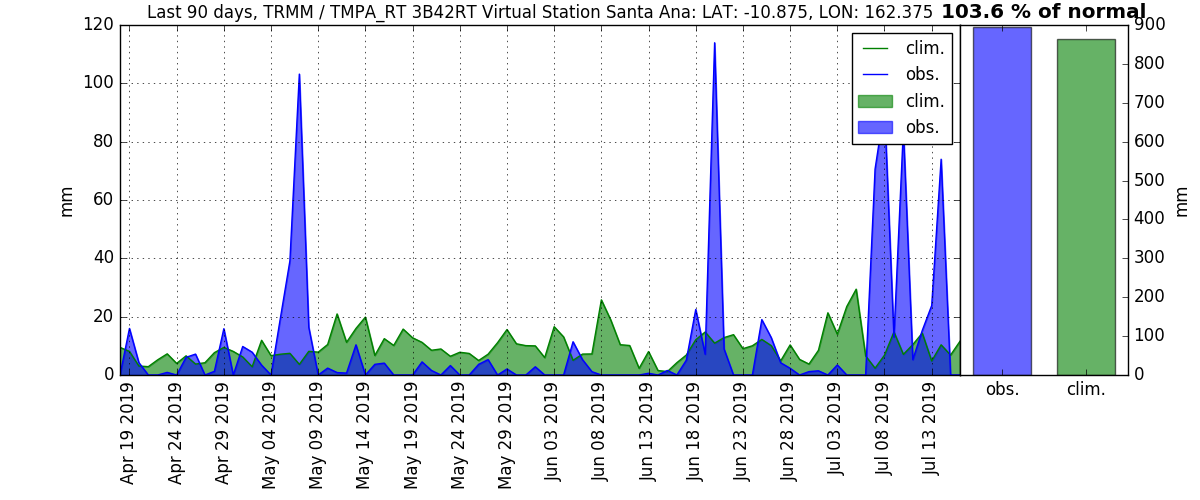 Last 90 days, TRMM / TMPA_RT 3B42RT Virtual Station Santa Ana: LAT: -10.875, LON: 162.375
103.6 % of normal
120
100
80
60
40
20
0
mm
clim.
obs.
clim.
obs.
900
800
700
600
500
400
300
200
100
0
mm
obs.
clim.
Apr 19 2019
Apr 24 2019
Apr 29 2019
May 04 2019
May 09 2019
May 14 2019
May 19 2019
May 24 2019
May 29 2019
Jun 03 2019
Jun 08 2019
Jun 13 2019
Jun 18 2019
Jun 23 2019
Jun 28 2019
Jul 03 2019
Jul 08 2019
Jul 13 2019